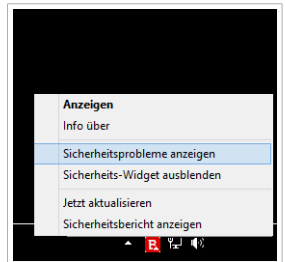 Anzeigen
Info über
Sicherheitsprobleme anzeigen
Sicherheits-Widget ausblenden
Jetzt aktualisieren
Sicherheitsbericht anzeigen
B